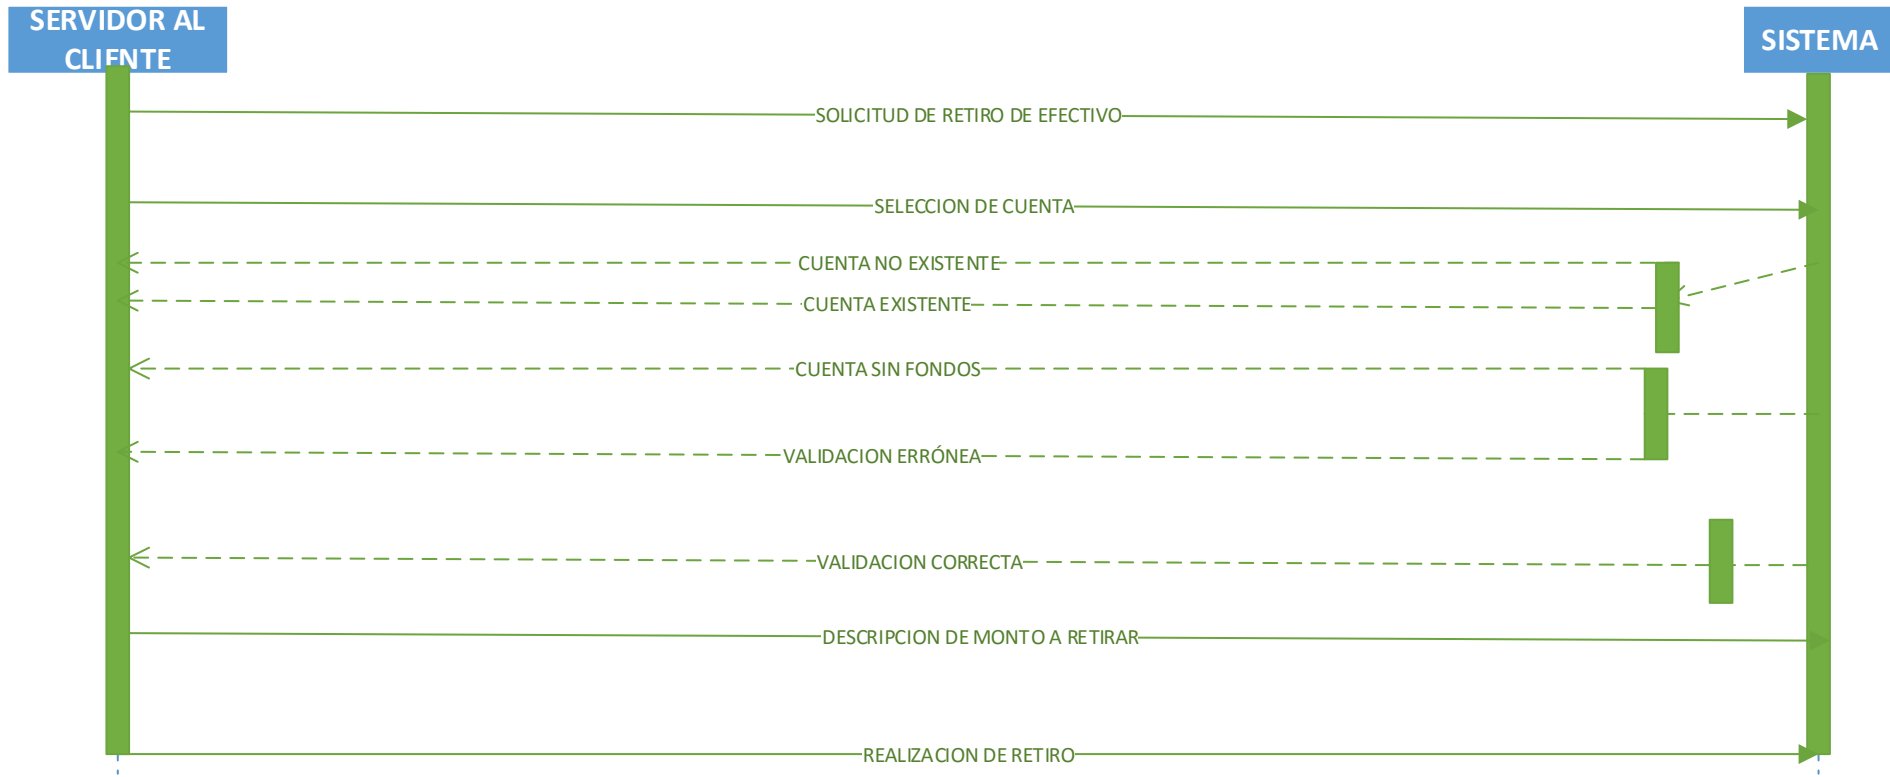 SERVIDOR AL
CLIENTE
SISTEMA
SOLICITUD DE RETIRO DE EFECTIVO
SELECCION DE CUENTA
CUENTA NO EXISTENTE
CUENTA EXISTENTE
CUENTA SIN FONDOS
VALIDACION ERRÓNEA
VALIDACION CORRECTA
DESCRIPCION DE MONTO A RETIRAR
REALIZACION DE RETIRO